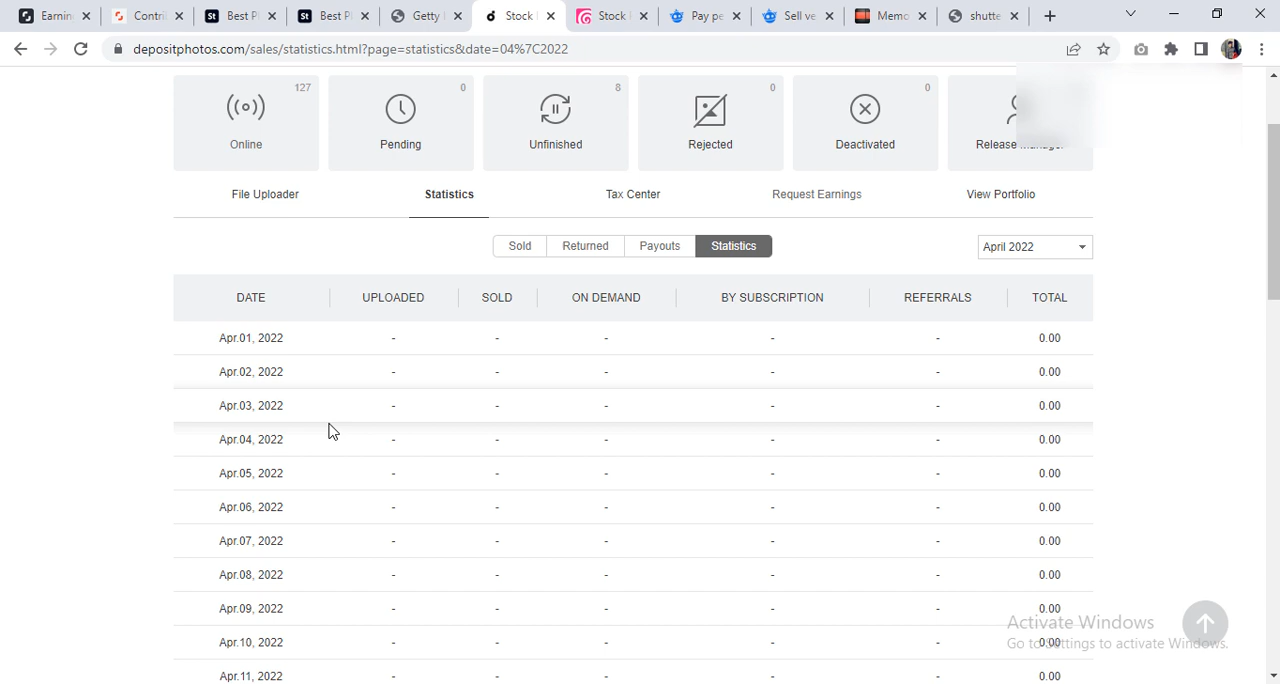 Earnin
Contril
Best Pl
Best Pl
Getty I
Stock I
Stock I
Pay pe
Sell ve
Memo
shutte
depositphotos.com/sales/statistics.html?page=statistics&date=04%7C2022
127 0 8 0 0
Online Pending Unfinished Rejected Deactivated Release
File Uploader Statistics Tax Center Request Earnings View Portfolio
Sold Returned Payouts Statistics April 2022
DATE UPLOADED SOLD ON DEMAND BY SUBSCRIPTION REFERRALS TOTAL
Apr.01, 2022 - - - - - 0.00
Apr.02, 2022 - - - - - 0.00
Apr.03, 2022 - - - - - 0.00
Apr.04, 2022 - - - - - 0.00
Apr.05, 2022 - - - - - 0.00
Apr.06, 2022 - - - - - 0.00
Apr.07, 2022 - - - - - 0.00
Apr.08, 2022 - - - - - 0.00
Apr.09, 2022 - - - - - 0.00
Activate Windows
Apr.10, 2022 - - - - - 0.00
Go to Settings to activate Windows.
Apr.11, 2022 - - - - - 0.00